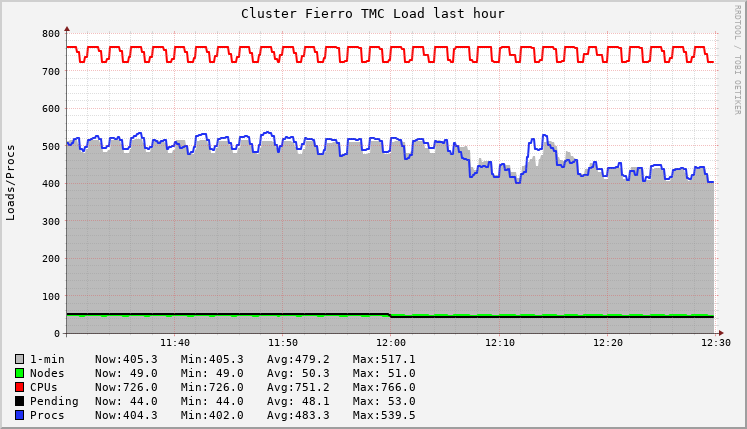 Cluster Fierro TMC Load last hour
RRDTOOL / TOBI OETIKER
Loads/Procs
800
700
600
500
400
300
200
100
0
11:40 11:50 12:00 12:10 12:20 12:30
1-min Now:405.3 Min:405.3 Avg:479.2 Max:517.1
Nodes Now: 49.0 Min: 49.0 Avg: 50.3 Max: 51.0
CPUs Now:726.0 Min:726.0 Avg:751.2 Max:766.0
Pending Now: 44.0 Min: 44.0 Avg: 48.1 Max: 53.0
Procs Now:404.3 Min:402.0 Avg:483.3 Max:539.5